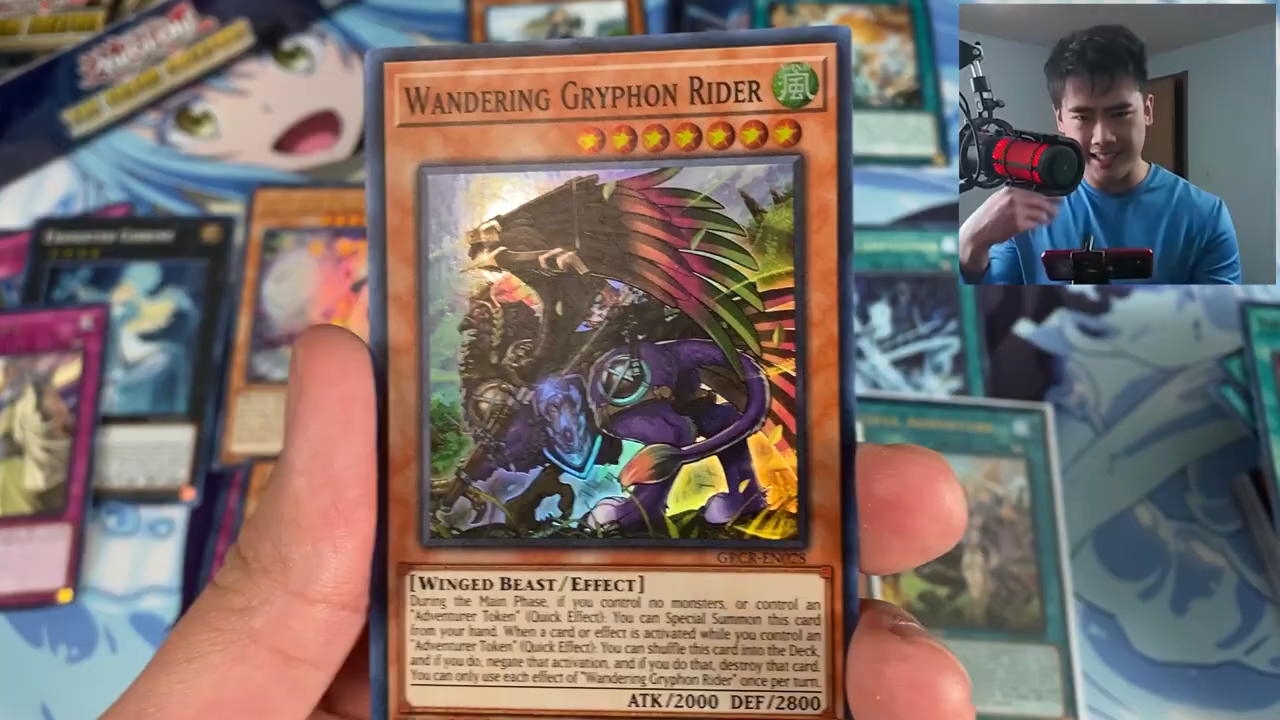 WANDERING GRYPHON RIDER 風
GRCR-EN028
[WINGED BEAST/EFFECT]
During the Main Phase, if you control no monsters, or control an
"Adventurer Token" (Quick Effect): You can Special Summon this card
from your hand. When a card or effect is activated while you control an
"Adventurer Token" (Quick Effect): You can shuffle this card into the Deck,
and if you do, negate that activation, and if you do that, destroy that card.
You can only use each effect of "Wandering Gryphon Rider" once per turn.
ATK/2000 DEF/2800